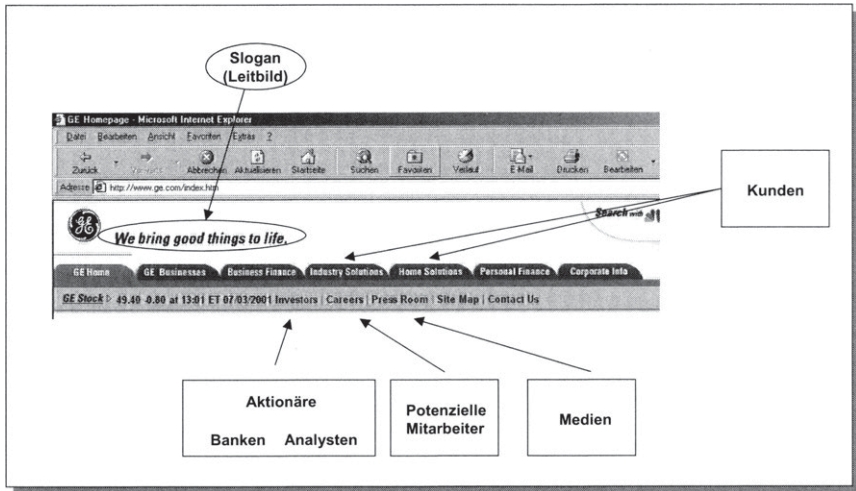 Slogan
(Leitbild)
GE Homepage - Microsoft Internet Explorer
Datei Bearbeiten Ansicht Favoriten Extras ?
Zurück Vorwärts Abbrechen Aktualisieren Startseite Suchen Favoriten Verlauf E-Mail Drucken Bearbeiten
Adresse http://www.ge.com/index.htm
Kunden
GE
We bring good things to life.
Search with
GE Home GE Businesses Business Finance Industry Solutions Home Solutions Personal Finance Corporate Info
GE Stock 49.40 -0.80 at 13:01 ET 07/03/2001 Investors | Careers | Press Room | Site Map | Contact Us
Aktionäre
Banken Analysten
Potenzielle
Mitarbeiter
Medien